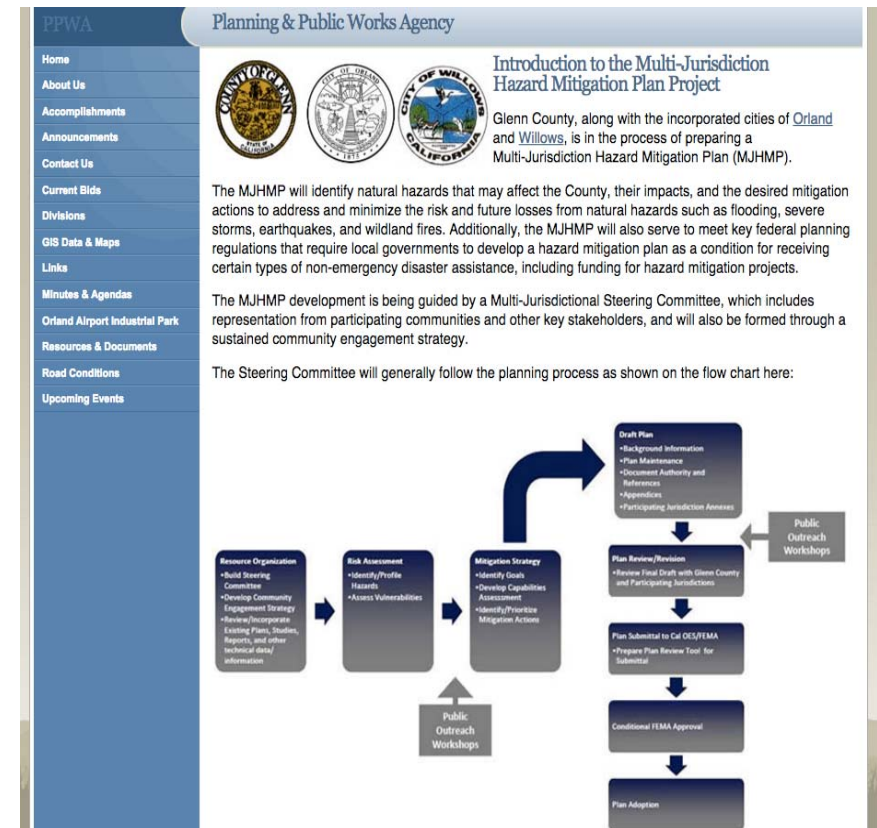 PPWA
Planning & Public Works Agency
Home
About Us
Accomplishments
Announcements
Contact Us
Current Bids
Divisions
GIS Data & Maps
Links
Minutes & Agendas
Orland Airport Industrial Park
Resources & Documents
Road Conditions
Upcoming Events
COUNTY OF GLENN
STATE OF CALIFORNIA
CITY OF ORLAND
1878
CITY OF WILLOWS
CALIFORNIA
Introduction to the Multi-Jurisdiction
Hazard Mitigation Plan Project
Glenn County, along with the incorporated cities of Orland
and Willows, is in the process of preparing a
Multi-Jurisdiction Hazard Mitigation Plan (MJHMP).
The MJHMP will identify natural hazards that may affect the County, their impacts, and the desired mitigation
actions to address and minimize the risk and future losses from natural hazards such as flooding, severe
storms, earthquakes, and wildland fires. Additionally, the MJHMP will also serve to meet key federal planning
regulations that require local governments to develop a hazard mitigation plan as a condition for receiving
certain types of non-emergency disaster assistance, including funding for hazard mitigation projects.
The MJHMP development is being guided by a Multi-Jurisdictional Steering Committee, which includes
representation from participating communities and other key stakeholders, and will also be formed through a
sustained community engagement strategy.
The Steering Committee will generally follow the planning process as shown on the flow chart here:
Resource Organization
•Build Steering
Committee
•Develop Community
Engagement Strategy
•Review/Incorporate
Existing Plans, Studies,
Reports, and other
technical data/
information
Risk Assessment
•Identify/Profile
Hazards
•Assess Vulnerabilities
Mitigation Strategy
•Identify Goals
•Develop Capabilities
Assessment
•Identify/Prioritize
Mitigation Actions
Public
Outreach
Workshops
Draft Plan
•Background Information
•Plan Maintenance
•Document Authority and
References
•Appendices
•Participating Jurisdiction Annexes
Public
Outreach
Workshops
Plan Review/Revision
•Review Final Draft with Glenn County
and Participating Jurisdictions
Plan Submittal to Cal OES/FEMA
•Prepare Plan Review Tool for
Submittal
Conditional FEMA Approval
Plan Adoption